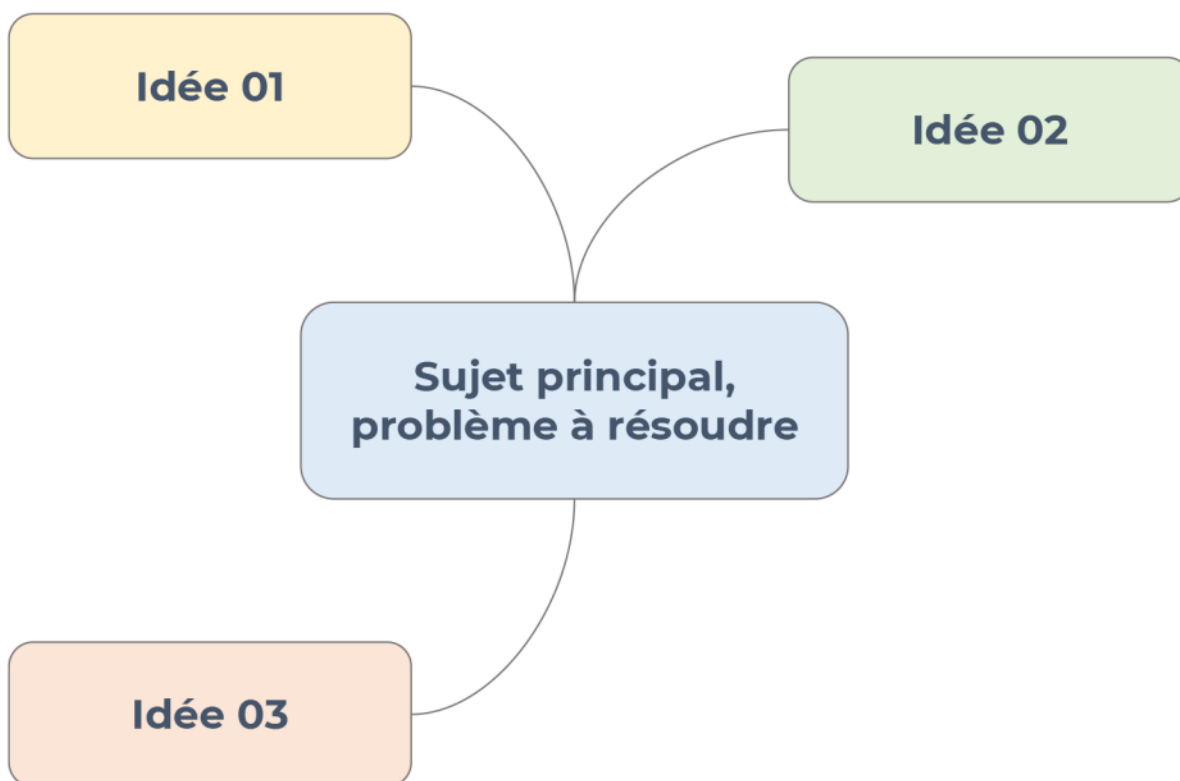 Idée 01
Idée 02
Sujet principal,
problème à résoudre
Idée 03